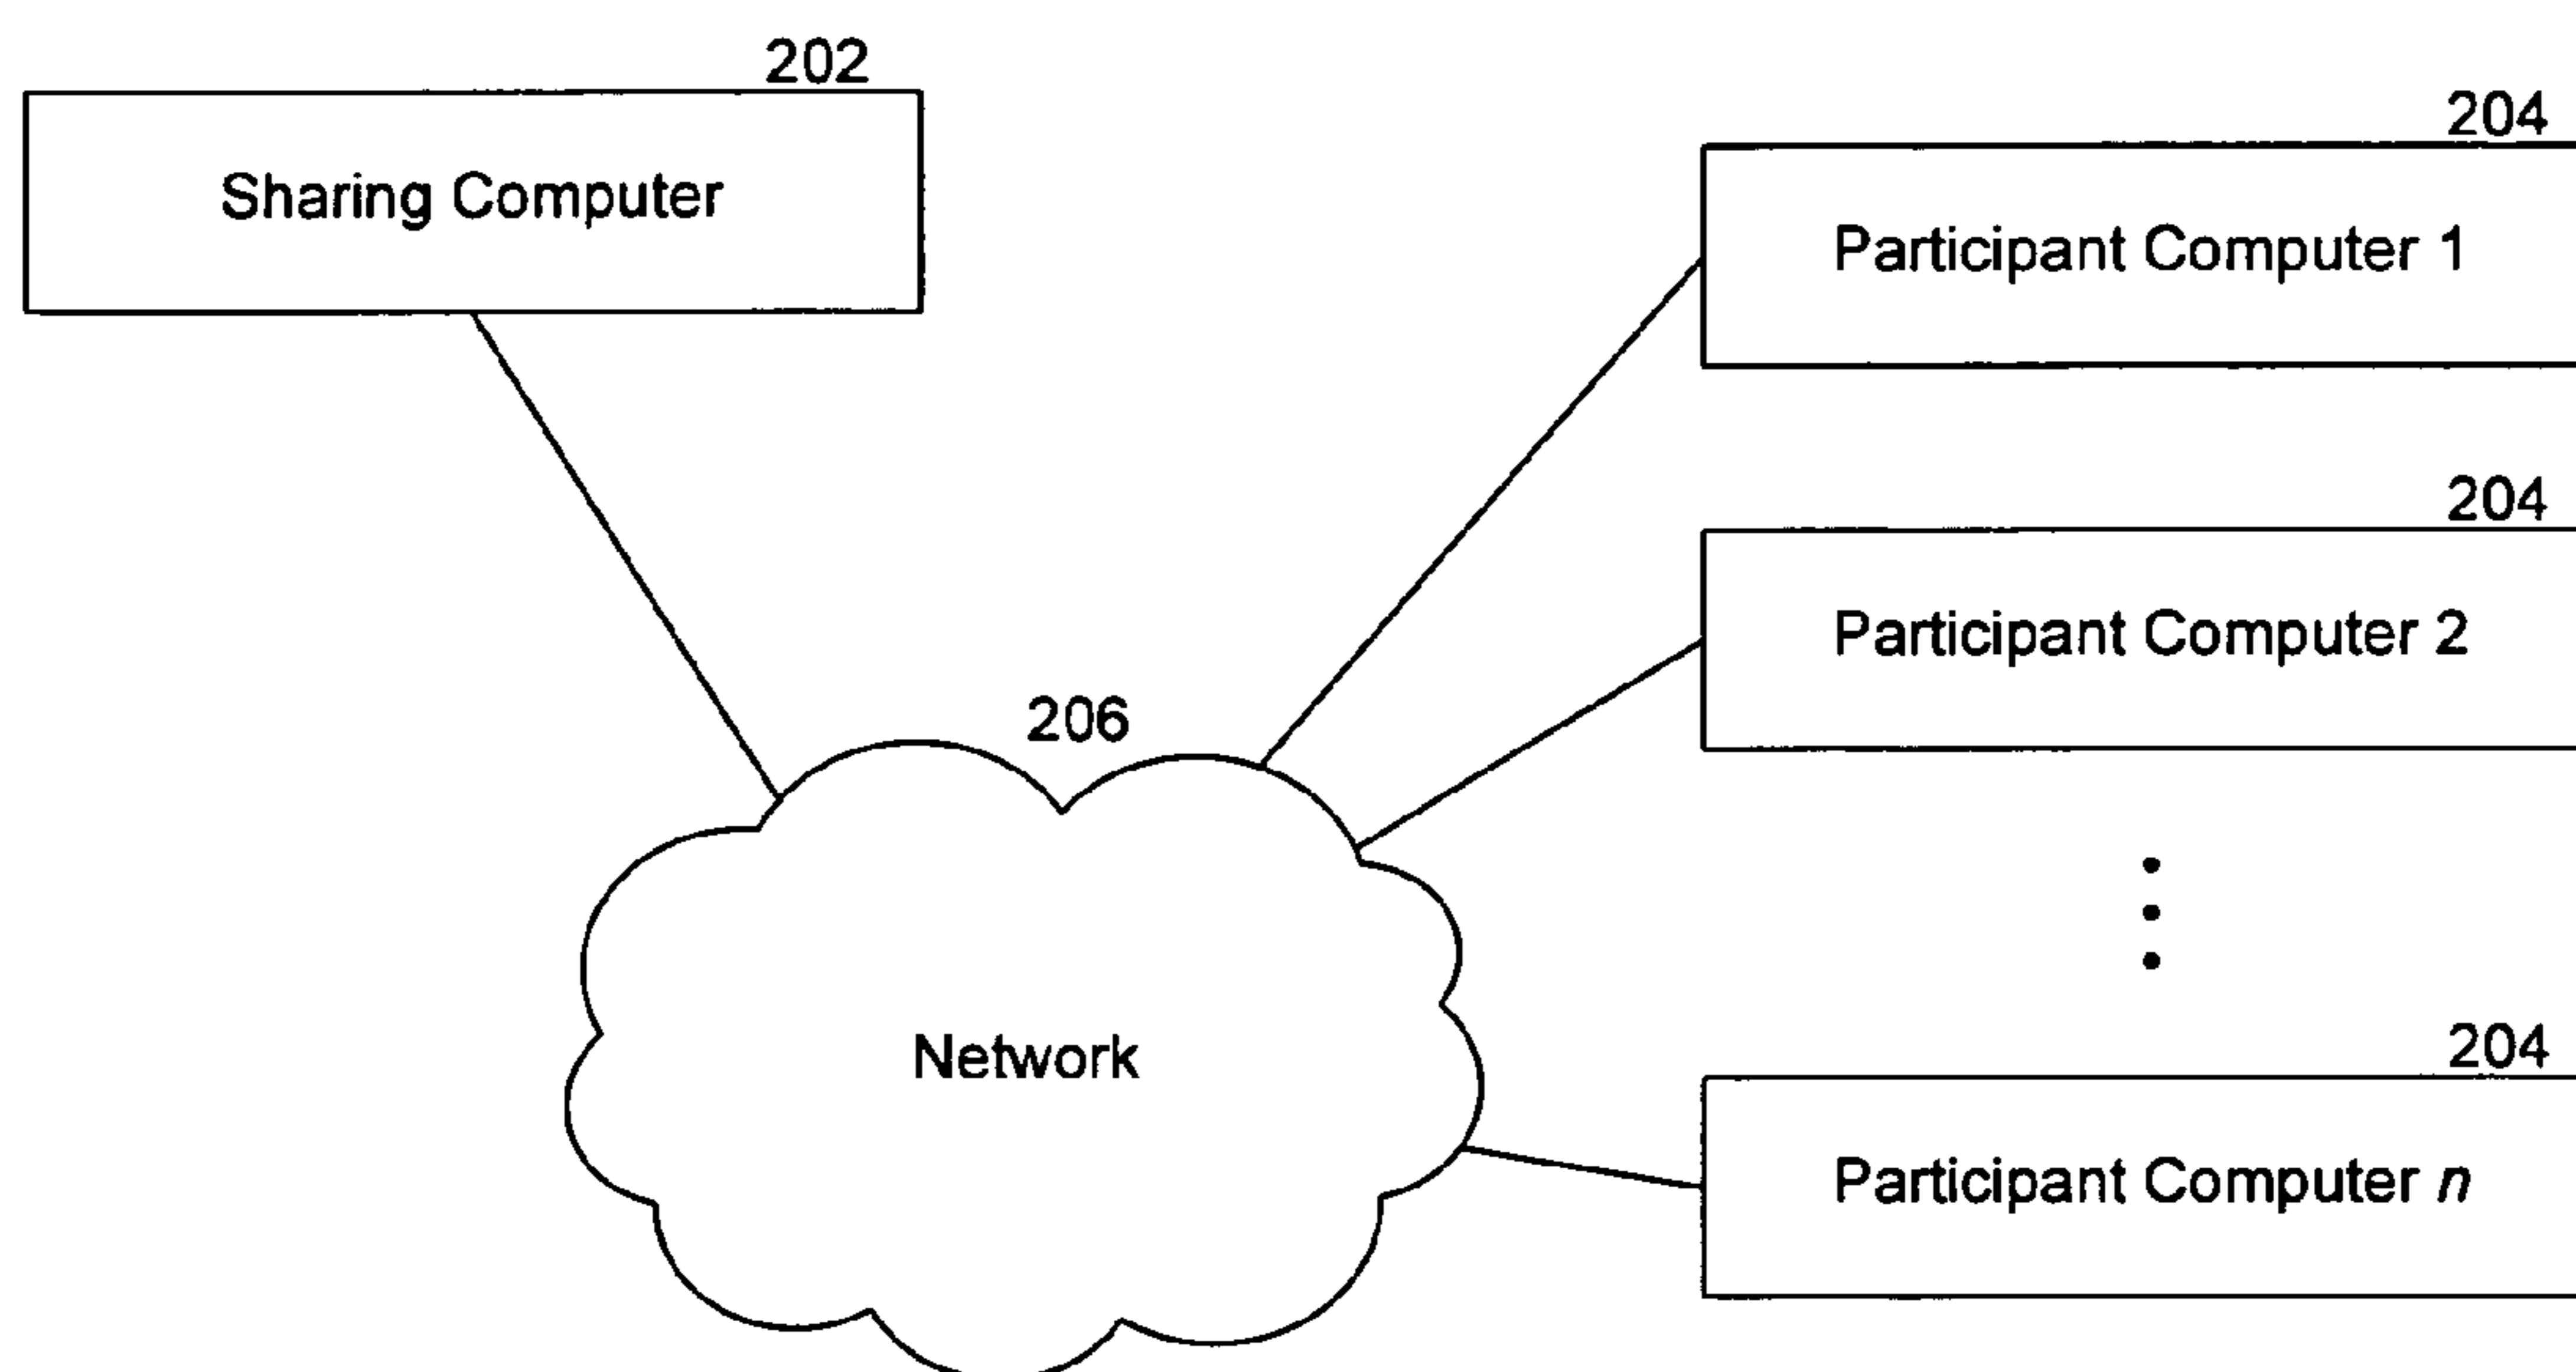 202
Sharing Computer
204
Participant Computer 1
204
Participant Computer 2
206
Network
204
Participant Computer n